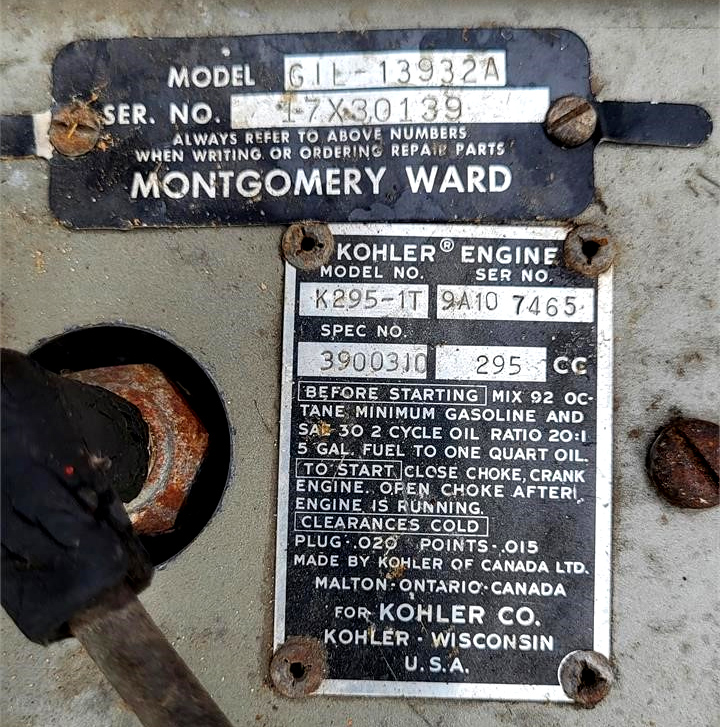 MODEL GIL-13932A
SER. NO. 17X30139
ALWAYS REFER TO ABOVE NUMBERS
WHEN WRITING OR ORDERING REPAIR PARTS
MONTGOMERY WARD
KOHLER® ENGINE
MODEL NO. SER NO.
K295-1T 9A10 7465
SPEC NO.
390031C 295 CC
BEFORE STARTING MIX 92 OC-
TANE MINIMUM GASOLINE AND
SAE 30 2 CYCLE OIL RATIO 20:1
5 GAL. FUEL TO ONE QUART OIL.
TO START CLOSE CHOKE, CRANK
ENGINE. OPEN CHOKE AFTER
ENGINE IS RUNNING.
CLEARANCES COLD
PLUG-.020 POINTS-.015
MADE BY KOHLER OF CANADA LTD.
MALTON-ONTARIO-CANADA
FOR KOHLER CO.
KOHLER - WISCONSIN
U.S.A.